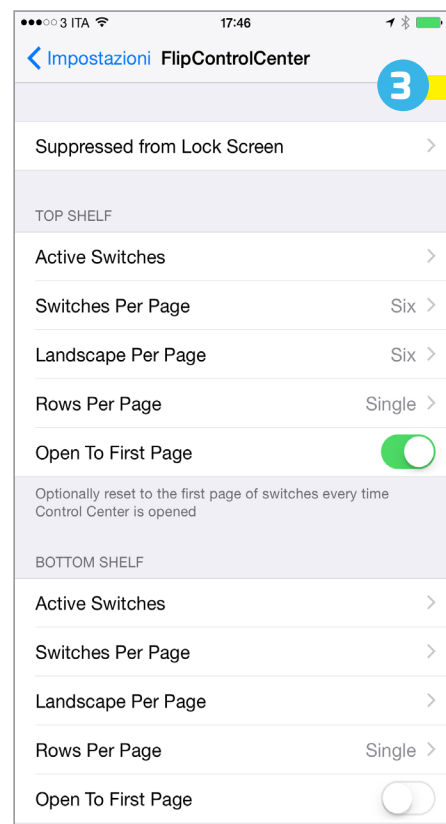 3 ITA 17:46
Impostazioni FlipControlCenter
3
Suppressed from Lock Screen
TOP SHELF
Active Switches
Switches Per Page Six
Landscape Per Page Six
Rows Per Page Single
Open To First Page
Optionally reset to the first page of switches every time
Control Center is opened
BOTTOM SHELF
Active Switches
Switches Per Page
Landscape Per Page
Rows Per Page Single
Open To First Page